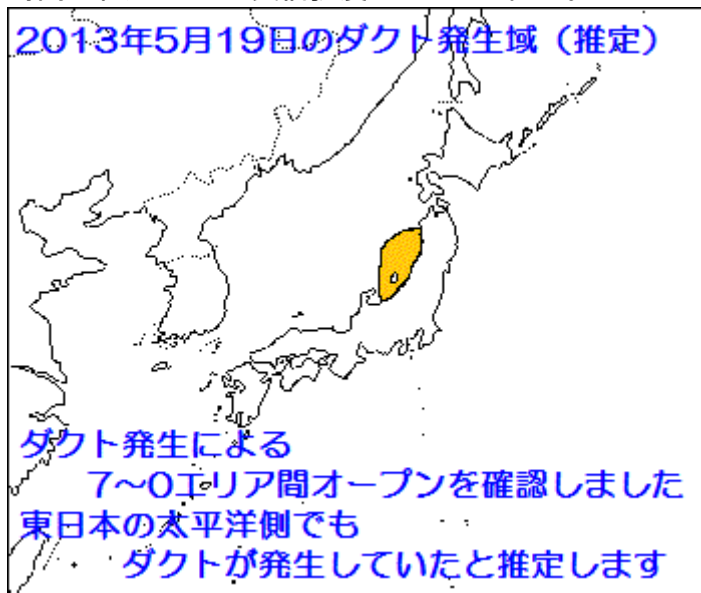 2013年5月19日のダクト発生域（推定）
ダクト発生による
7～0エリア間オープンを確認しました
東日本の太平洋側でも
ダクトが発生していたと推定します